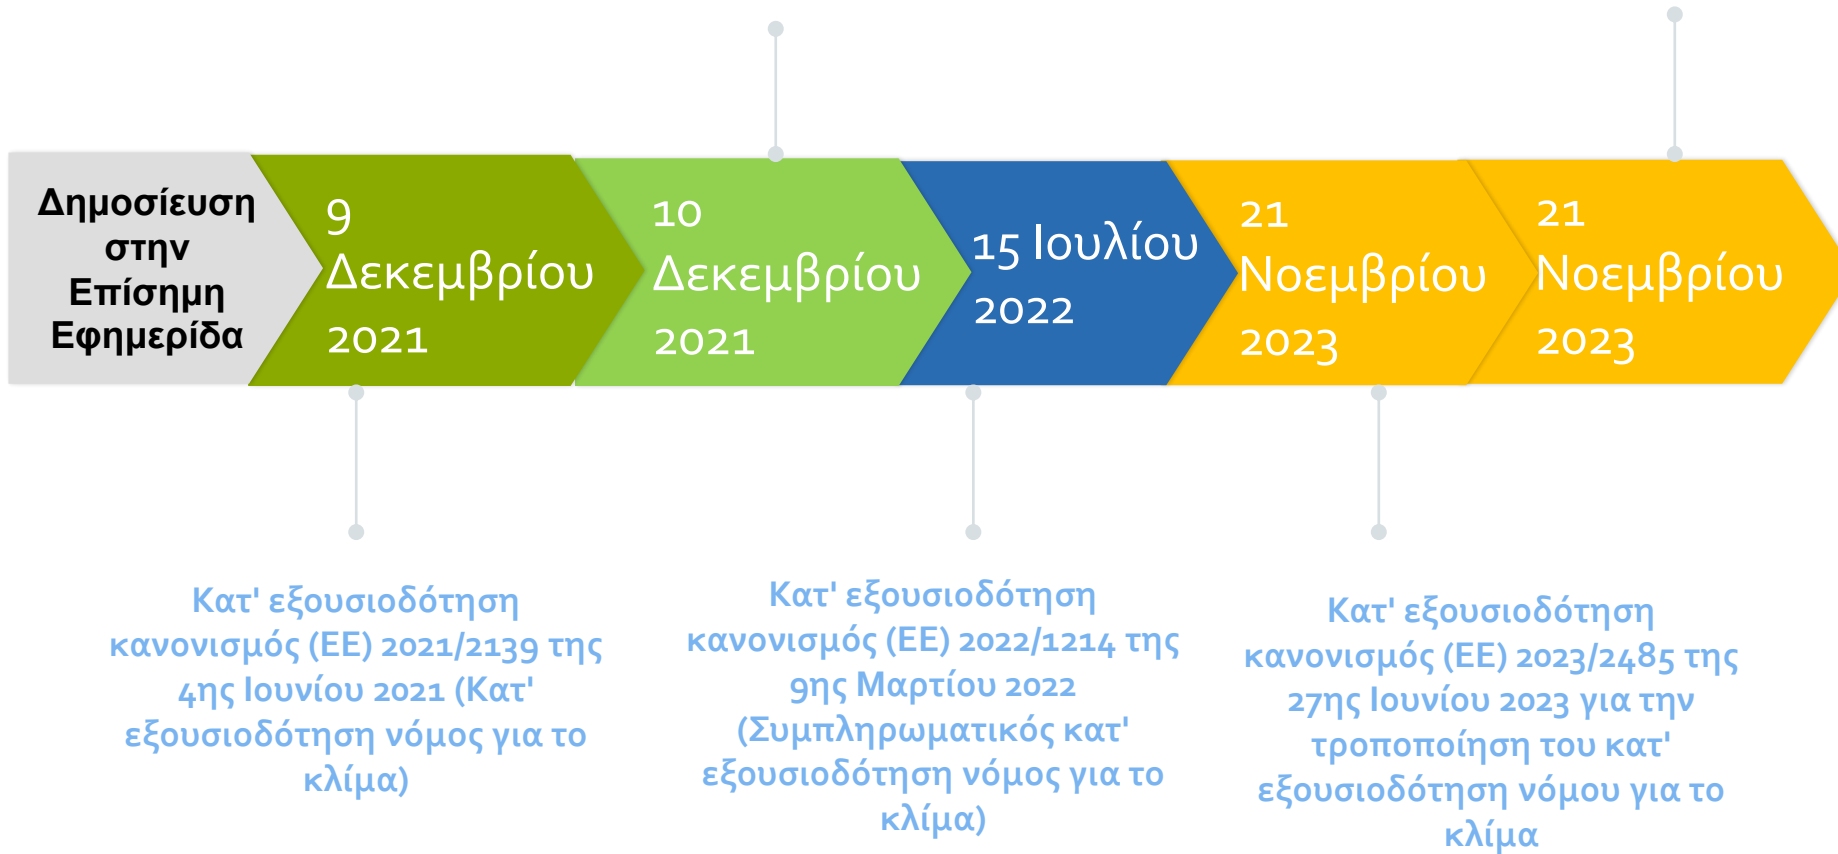 Δημοσίευση
στην
Επίσημη
Εφημερίδα
9
Δεκεμβρίου
2021
10
Δεκεμβρίου
2021
15 Ιουλίου
2022
21
Νοεμβρίου
2023
21
Νοεμβρίου
2023
Κατ' εξουσιοδότηση
κανονισμός (ΕΕ) 2021/2139 της
4ης Ιουνίου 2021 (Κατ'
εξουσιοδότηση νόμος για το
κλίμα)
Κατ' εξουσιοδότηση
κανονισμός (ΕΕ) 2022/1214 της
9ης Μαρτίου 2022
(Συμπληρωματικός κατ'
εξουσιοδότηση νόμος για το
κλίμα)
Κατ' εξουσιοδότηση
κανονισμός (ΕΕ) 2023/2485 της
27ης Ιουνίου 2023 για την
τροποποίηση του κατ'
εξουσιοδότηση νόμου για το
κλίμα